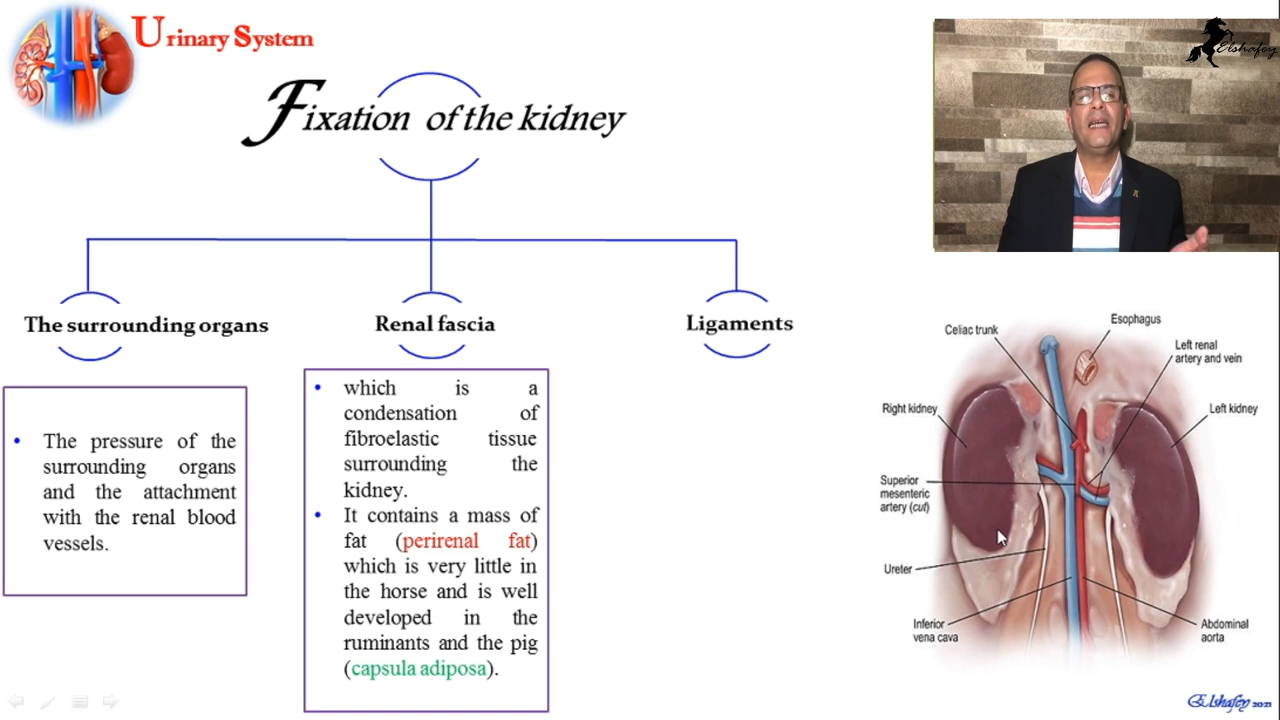 Urinary System
Elshafey
Fixation of the kidney
The surrounding organs
Renal fascia
Ligaments
• The pressure of the
surrounding organs
and the attachment
with the renal blood
vessels.
• which is a
condensation of
fibroelastic tissue
surrounding the
kidney.
• It contains a mass of
fat (perirenal fat)
which is very little in
the horse and is well
developed in the
ruminants and the pig
(capsula adiposa).
Esophagus
Celiac trunk
Left renal
artery and vein
Right kidney
Left kidney
Superior
mesenteric
artery (cut)
Ureter
Inferior
vena cava
Abdominal
aorta
Elshafey 2021